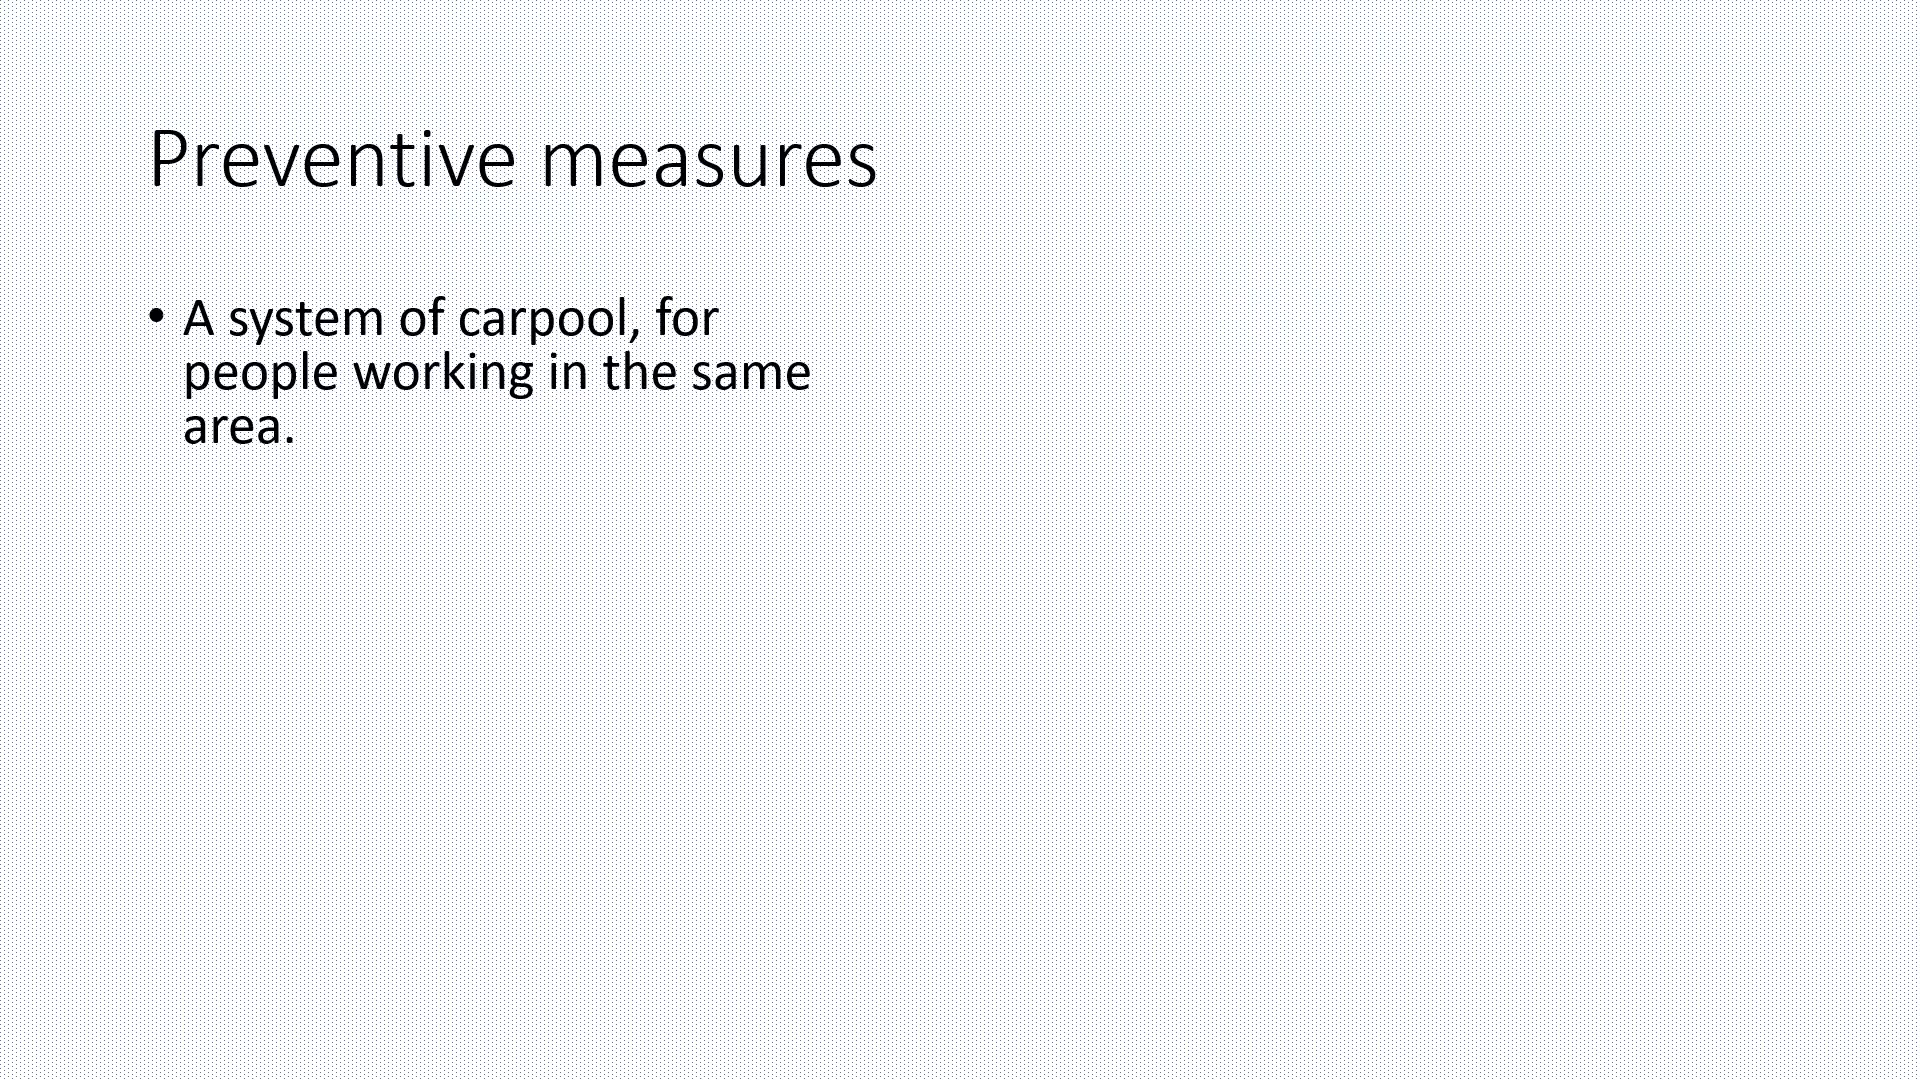 Preventive measures
• A system of carpool, for
people working in the same
area.